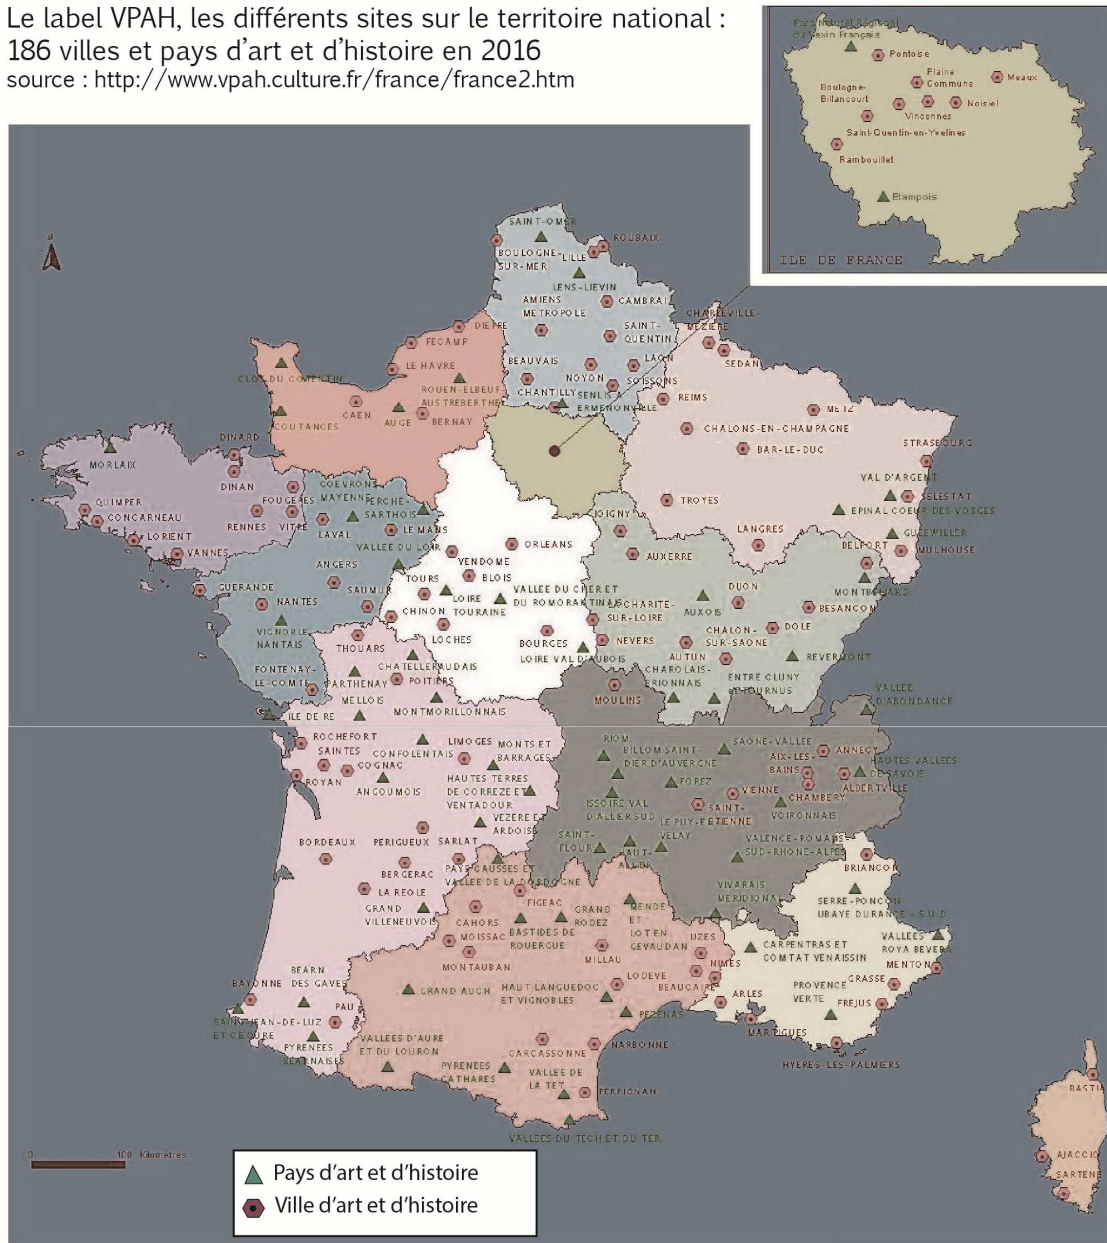 Le label VPAH, les différents sites sur le territoire national :
186 villes et pays d'art et d'histoire en 2016
source : http://www.vpah.culture.fr/france/france2.htm
Parc Naturel Régional
du Vexin Français
Pontoise
Plaine
Commune
Meaux
Boulogne-
Billancourt
Noisiel
Vincennes
Saint-Quentin-en-Yvelines
Rambouillet
Etampois
ILE DE FRANCE
SAINT-OMER
ROUBAIX
BOULOGNE-
SUR-MER
LILLE
LENS-LIEVIN
AMIENS
METROPOLE
CAMBRAI
SAINT-
QUENTIN
CHARLEVILLE-
MEZIERE
SEDAN
DIEPPE
FECAMP
LE HAVRE
BEAUVAIS
LAON
NOYON
SOISSONS
CHANTILLY
SENLIS A
ERMENONVILLE
CLOS DU COTENTIN
ROUEN-ELBEUF
AUSTREBERTHE
CAEN
AUGE
BERNAY
COUTANCES
REIMS
METZ
CHALONS-EN-CHAMPAGNE
BAR-LE-DUC
STRASBOURG
VAL D'ARGENT
SELESTAT
EPINAL COEUR DES VOSGES
TROYES
LANGRES
GUEBWILLER
BELFORT
MULHOUSE
MONTBELIARD
DINARD
MORLAIX
DINAN
FOUGERES
QUIMPER
CONCARNEAU
LORIENT
RENNES
VITRE
VANNES
COEVRONS
MAYENNE
PERCHE-
SARTHOIS
LAVAL
LE MANS
VALLEE DU LOIR
ANGERS
GUERANDE
NANTES
SAUMUR
VIGNOBLE
NANTAIS
FONTENAY-
LE-COMTE
ORLEANS
VENDOME
BLOIS
TOURS
LOIRE
TOURAINE
VALLEE DU CHER ET
DU ROMORANTINAIS
CHINON
LOCHES
BOURGES
LOIRE VAL D'AUBOIS
JOIGNY
AUXERRE
DIJON
AUXOIS
BESANCON
LA CHARITE-
SUR-LOIRE
NEVERS
CHALON-
SUR-SAONE
DOLE
AUTUN
REVERMONT
CHAROLAIS-
BRIONNAIS
ENTRE CLUNY
et TOURNUS
THOUARS
CHATELLERAUDAIS
PARTHENAY
POITIERS
MELLOIS
MONTMORILLONNAIS
ILE DE RE
ROCHEFORT
SAINTES
CONFOLENTAIS
COGNAC
ROYAN
ANGOUMOIS
LIMOGES
MONTS ET
BARRAGES
HAUTES TERRES
DE CORREZE ET
VENTADOUR
VEZERE ET
ARDOISE
BORDEAUX
PERIGUEUX
SARLAT
BERGERAC
LA REOLE
GRAND
VILLENEUVOIS
BEARN
DES GAVES
BAYONNE
PAU
SAINT-JEAN-DE-LUZ
ET CIBOURE
PYRENEES
BEARNAISES
MOULINS
VALLEE
D'ABONDANCE
RIOM
BILLOM SAINT-
DIER D'AUVERGNE
SAONE-VALLEE
ANNECY
AIX-LES-
BAINS
HAUTES VALLEES
DE SAVOIE
FOREZ
ALBERTVILLE
ISSOIRE VAL
D'ALLIER SUD
VIENNE
CHAMBERY
SAINT-
ETIENNE
VOIRONNAIS
LE PUY-EN
VELAY
SAINT-
FLOUR
HAUT-
ALLIER
VALENCE-ROMANS-
SUD-RHONE-ALPES
VIVARAIS
MERIDIONAL
PAYS CAUSSES ET
VALLEE DE LA DORDOGNE
FIGEAC
CAHORS
MOISSAC
MONTAUBAN
BASTIDES DE
ROUERGUE
GRAND
RODEZ
MENDE
ET
LOT EN
GEVAUDAN
MILLAU
UZES
NIMES
LODEVE
BEAUCAIRE
GRAND AUCH
HAUT LANGUEDOC
ET VIGNOBLES
PEZENAS
VALLEES D'AURE
ET DU LOURON
CARCASSONNE
NARBONNE
PYRENEES
CATHARES
VALLEE DE
LA TET
PERPIGNAN
VALLEES DU TECH ET DU TER
BRIANCON
SERRE-PONCON
UBAYE DURANCE - S.U.D
CARPENTRAS ET
COMTAT VENAISSIN
VALLEES
ROYA BEVERA
MENTON
GRASSE
PROVENCE
VERTE
FREJUS
ARLES
MARTIGUES
HYERES-LES-PALMIERS
BASTIA
AJACCIO
SARTENE
0 100 Kilomètres
Pays d'art et d'histoire
Ville d'art et d'histoire